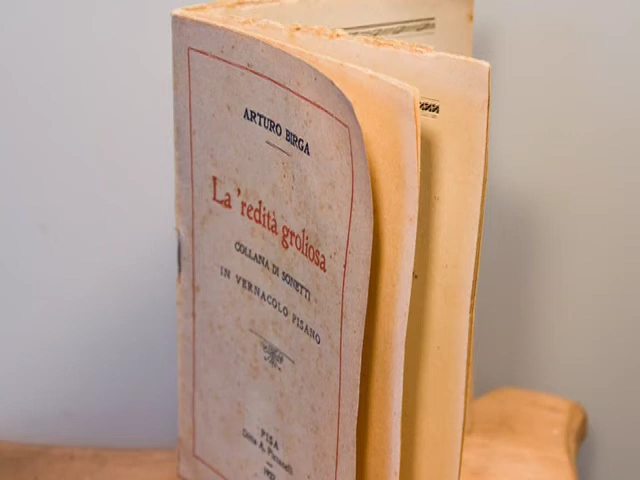 ARTURO BIRGA
La 'redità groliosa
COLLANA DI SONETTI
IN VERNACOLO PISANO
PISA